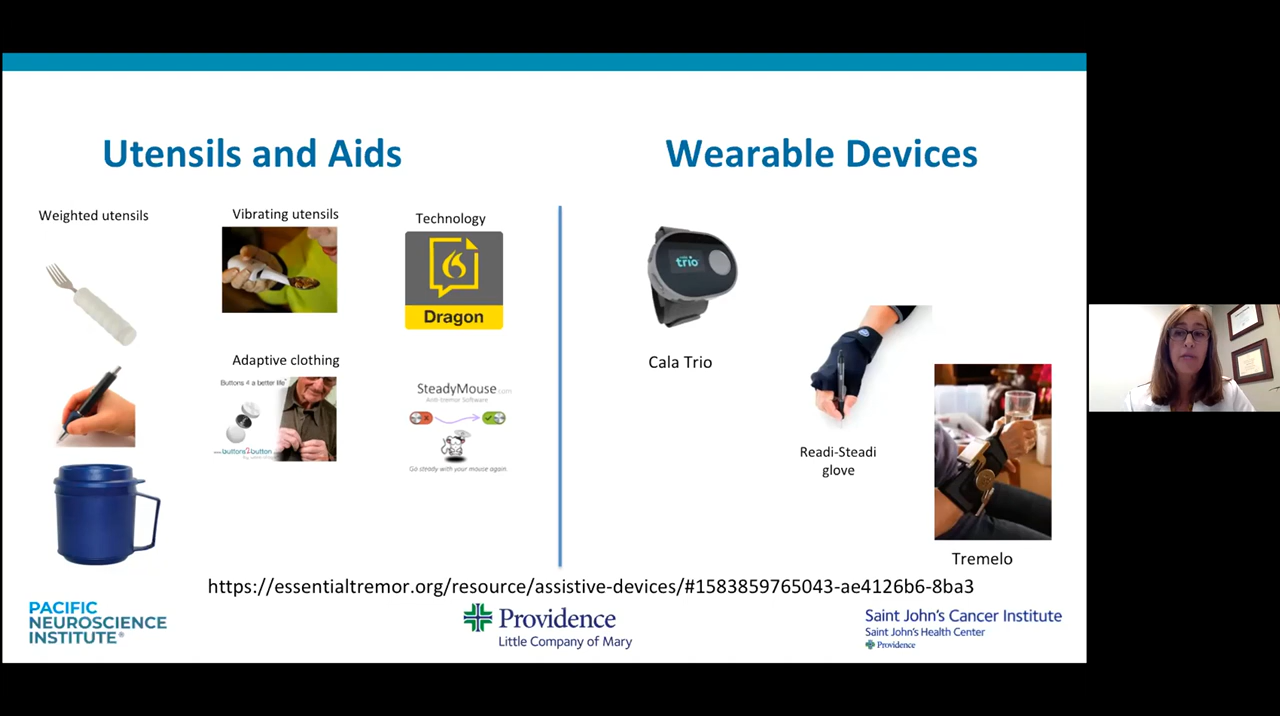 Utensils and Aids
Weighted utensils
Vibrating utensils
Technology
Dragon
Adaptive clothing
Buttons 4 a better life
buttons2button
SteadyMouse.com
Anti-tremor Software
Go steady with your mouse again.
Wearable Devices
trio
Cala Trio
Readi-Steadi
glove
Tremelo
https://essentialtremor.org/resource/assistive-devices/#1583859765043-ae4126b6-8ba3
PACIFIC
NEUROSCIENCE
INSTITUTE®
Providence
Little Company of Mary
Saint John's Cancer Institute
Saint John's Health Center
Providence